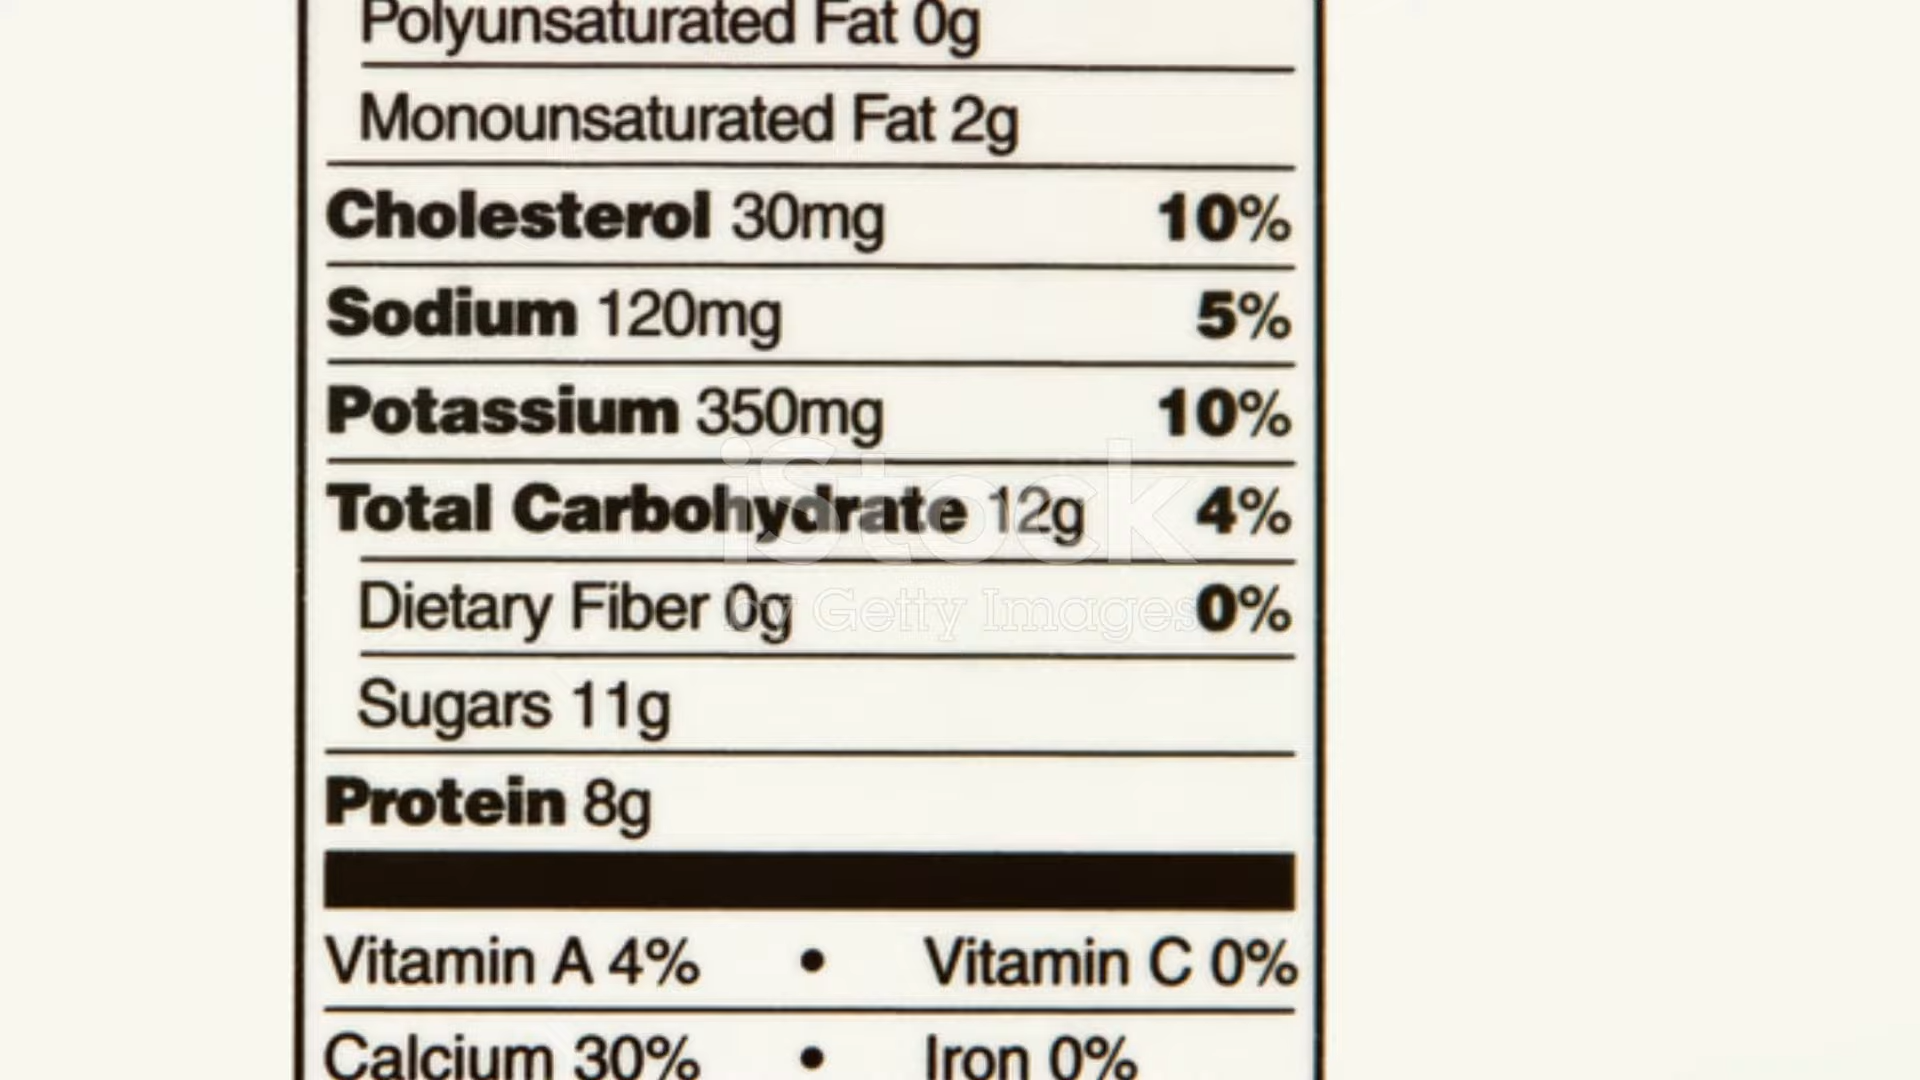 Polyunsaturated Fat 0g
Monounsaturated Fat 2g
Cholesterol 30mg 10%
Sodium 120mg 5%
Potassium 350mg 10%
Total Carbohydrate 12g 4%
iStock
Dietary Fiber 0g 0%
by Getty Images
Sugars 11g
Protein 8g
Vitamin A 4% • Vitamin C 0%
Calcium 30% • Iron 0%